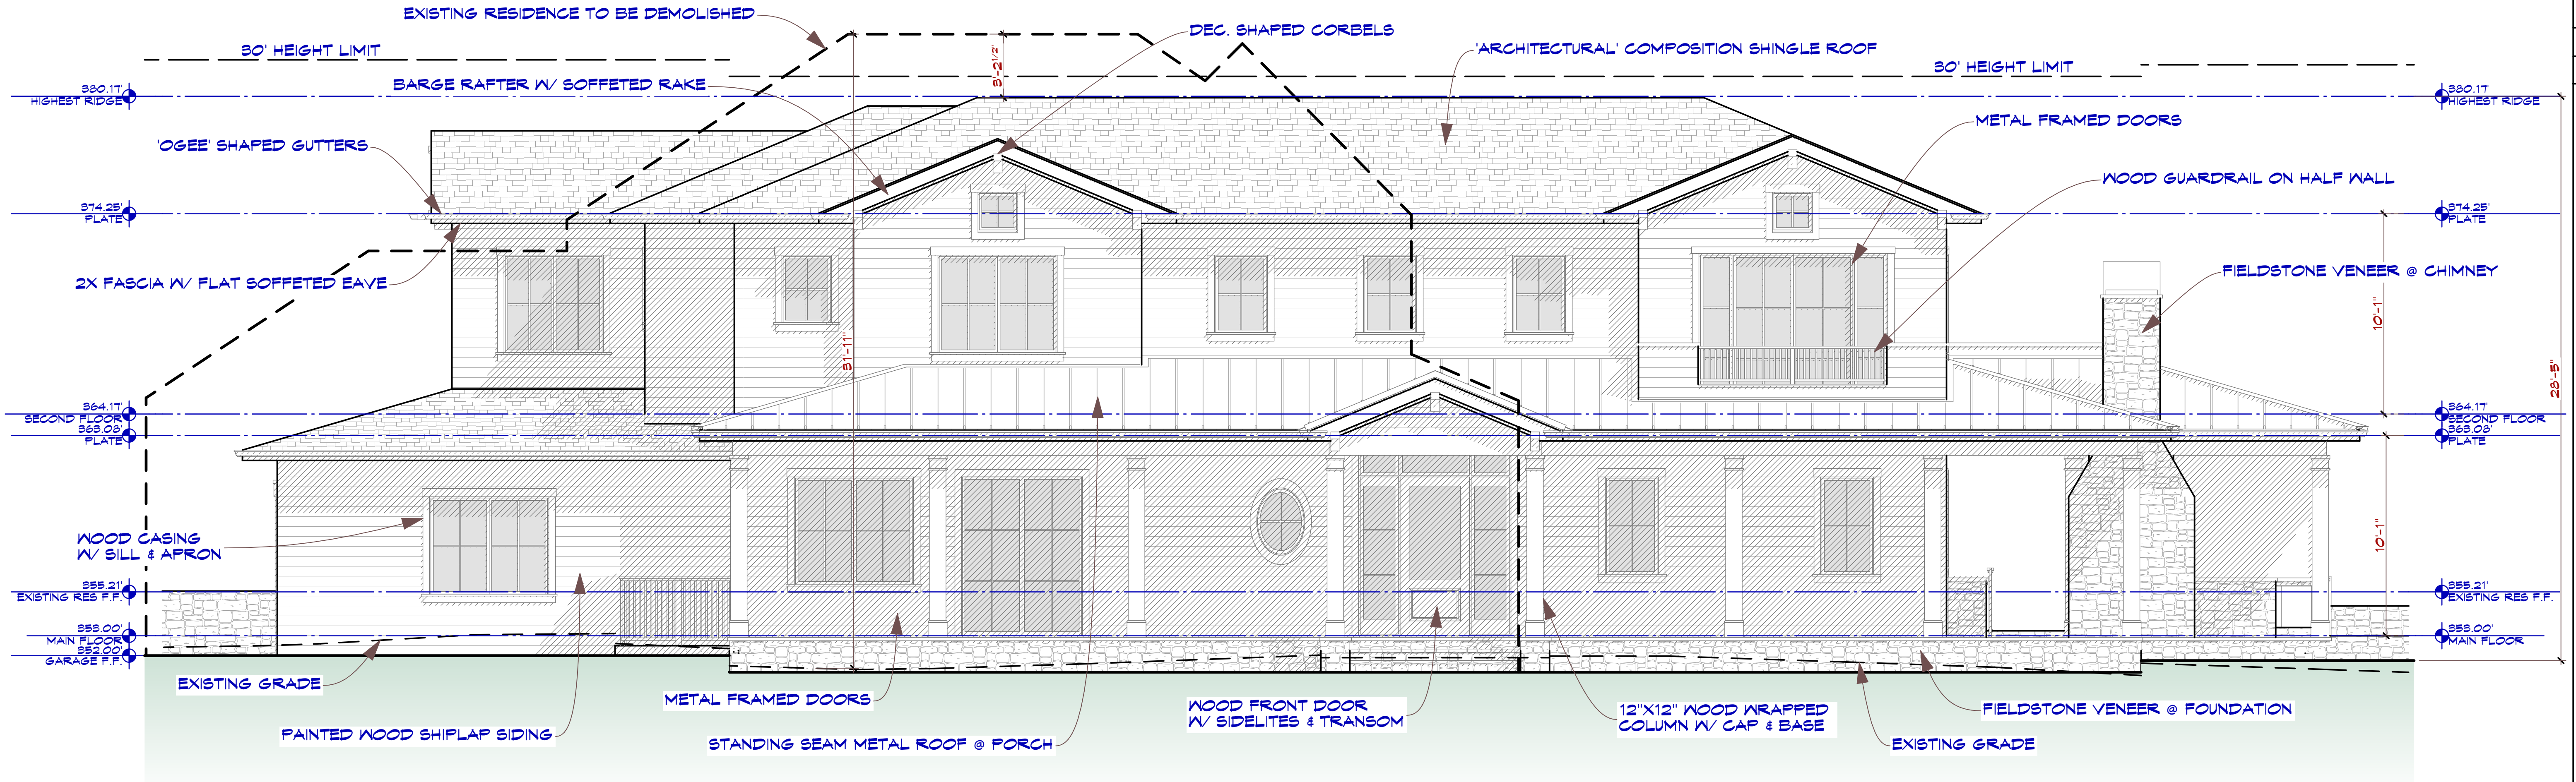 EXISTING RESIDENCE TO BE DEMOLISHED
DEC. SHAPED CORBELS
30' HEIGHT LIMIT
'ARCHITECTURAL' COMPOSITION SHINGLE ROOF
3'-2 1/2"
30' HEIGHT LIMIT
BARGE RAFTER W/ SOFFETED RAKE
380.17'
HIGHEST RIDGE
380.17'
HIGHEST RIDGE
METAL FRAMED DOORS
'OGEE' SHAPED GUTTERS
WOOD GUARDRAIL ON HALF WALL
374.25'
PLATE
374.25'
PLATE
2X FASCIA W/ FLAT SOFFETED EAVE
FIELDSTONE VENEER @ CHIMNEY
10'-1"
31'-11"
28'-5"
364.17'
SECOND FLOOR
363.08'
PLATE
364.17'
SECOND FLOOR
363.08'
PLATE
WOOD CASING
W/ SILL & APRON
10'-1"
355.21'
EXISTING RES F.F.
355.21'
EXISTING RES F.F.
353.00'
MAIN FLOOR
352.00'
GARAGE F.F.
353.00'
MAIN FLOOR
EXISTING GRADE
METAL FRAMED DOORS
WOOD FRONT DOOR
W/ SIDELITES & TRANSOM
12"X12" WOOD WRAPPED
COLUMN W/ CAP & BASE
FIELDSTONE VENEER @ FOUNDATION
PAINTED WOOD SHIPLAP SIDING
STANDING SEAM METAL ROOF @ PORCH
EXISTING GRADE